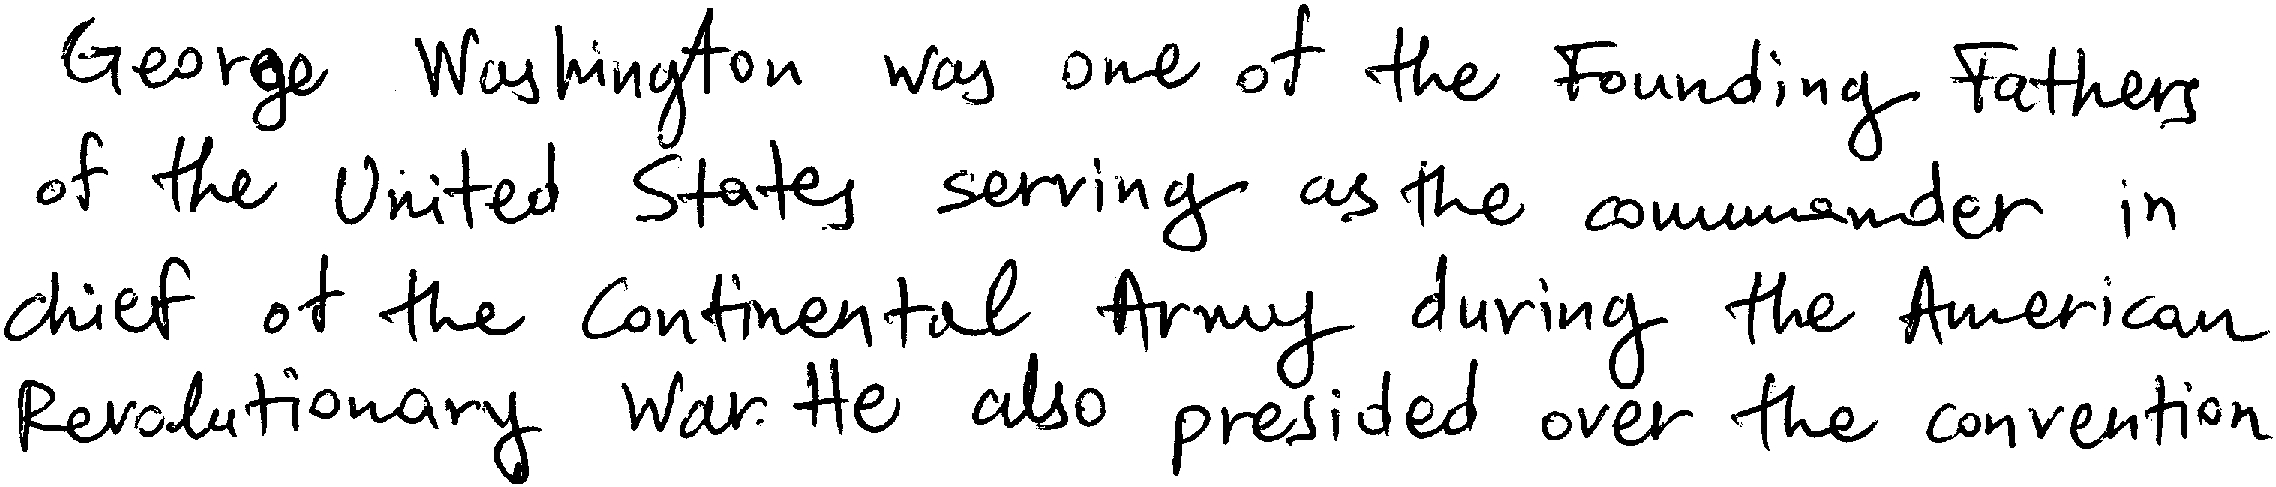 George Washington was one of the Founding Fathers
of the United States serving as the commander in
chief of the Continental Army during the American
Revolutionary War. He also presided over the convention